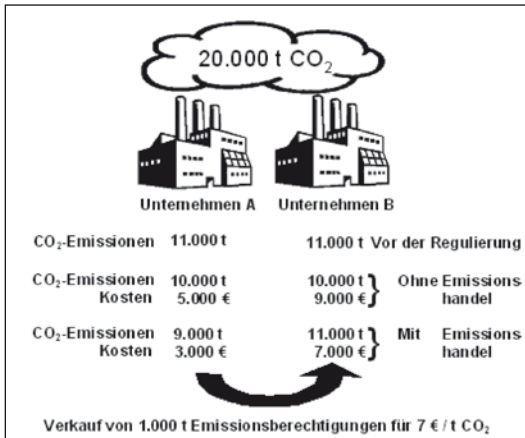 20.000 t CO₂
Unternehmen A Unternehmen B
CO₂-Emissionen 11.000 t 11.000 t Vor der Regulierung
CO₂-Emissionen 10.000 t 10.000 t } Ohne Emissions
Kosten 5.000 € 9.000 € handel
CO₂-Emissionen 9.000 t 11.000 t } Mit Emissions
Kosten 3.000 € 7.000 € handel
Verkauf von 1.000 t Emissionsberechtigungen für 7 € / t CO₂